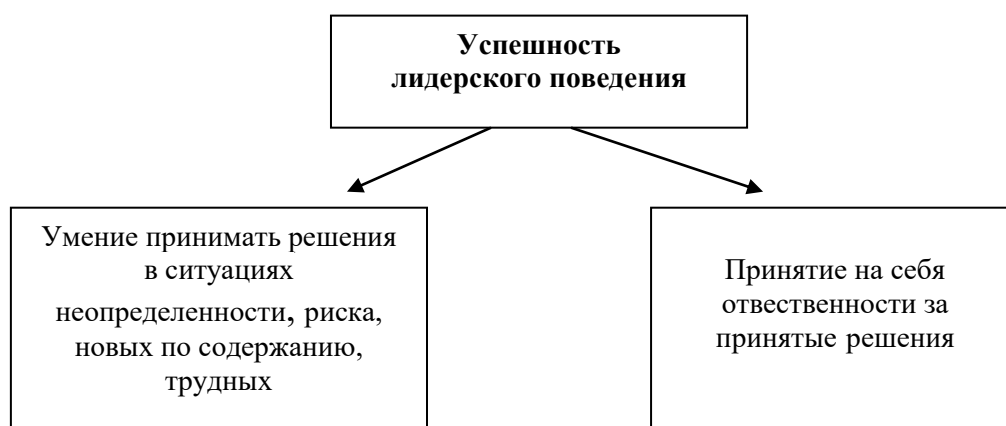 Успешность
лидерского поведения
Умение принимать решения
в ситуациях
неопределенности, риска,
новых по содержанию,
трудных
Принятие на себя
отвественности за
принятые решения